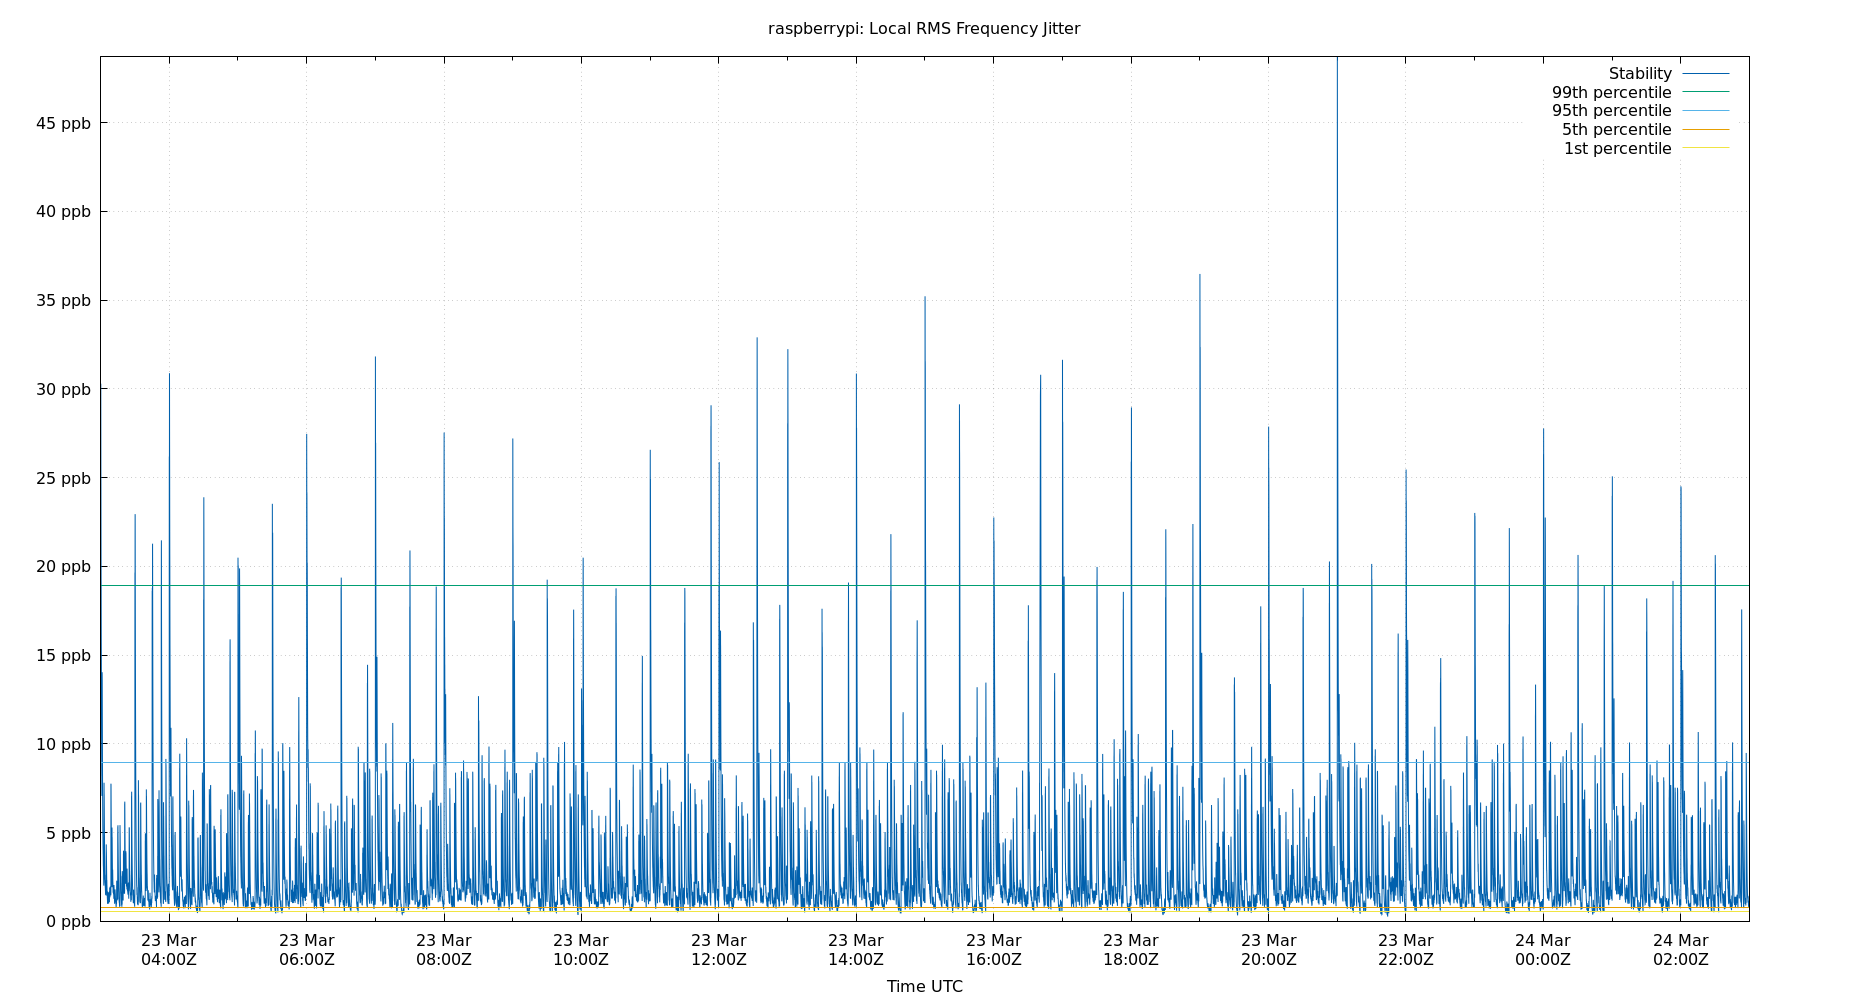 raspberrypi: Local RMS Frequency Jitter
Stability
99th percentile
95th percentile
5th percentile
1st percentile
45 ppb
40 ppb
35 ppb
30 ppb
25 ppb
20 ppb
15 ppb
10 ppb
5 ppb
0 ppb
23 Mar 23 Mar 23 Mar 23 Mar 23 Mar 23 Mar 23 Mar 23 Mar 23 Mar 23 Mar 24 Mar 24 Mar
04:00Z 06:00Z 08:00Z 10:00Z 12:00Z 14:00Z 16:00Z 18:00Z 20:00Z 22:00Z 00:00Z 02:00Z
Time UTC